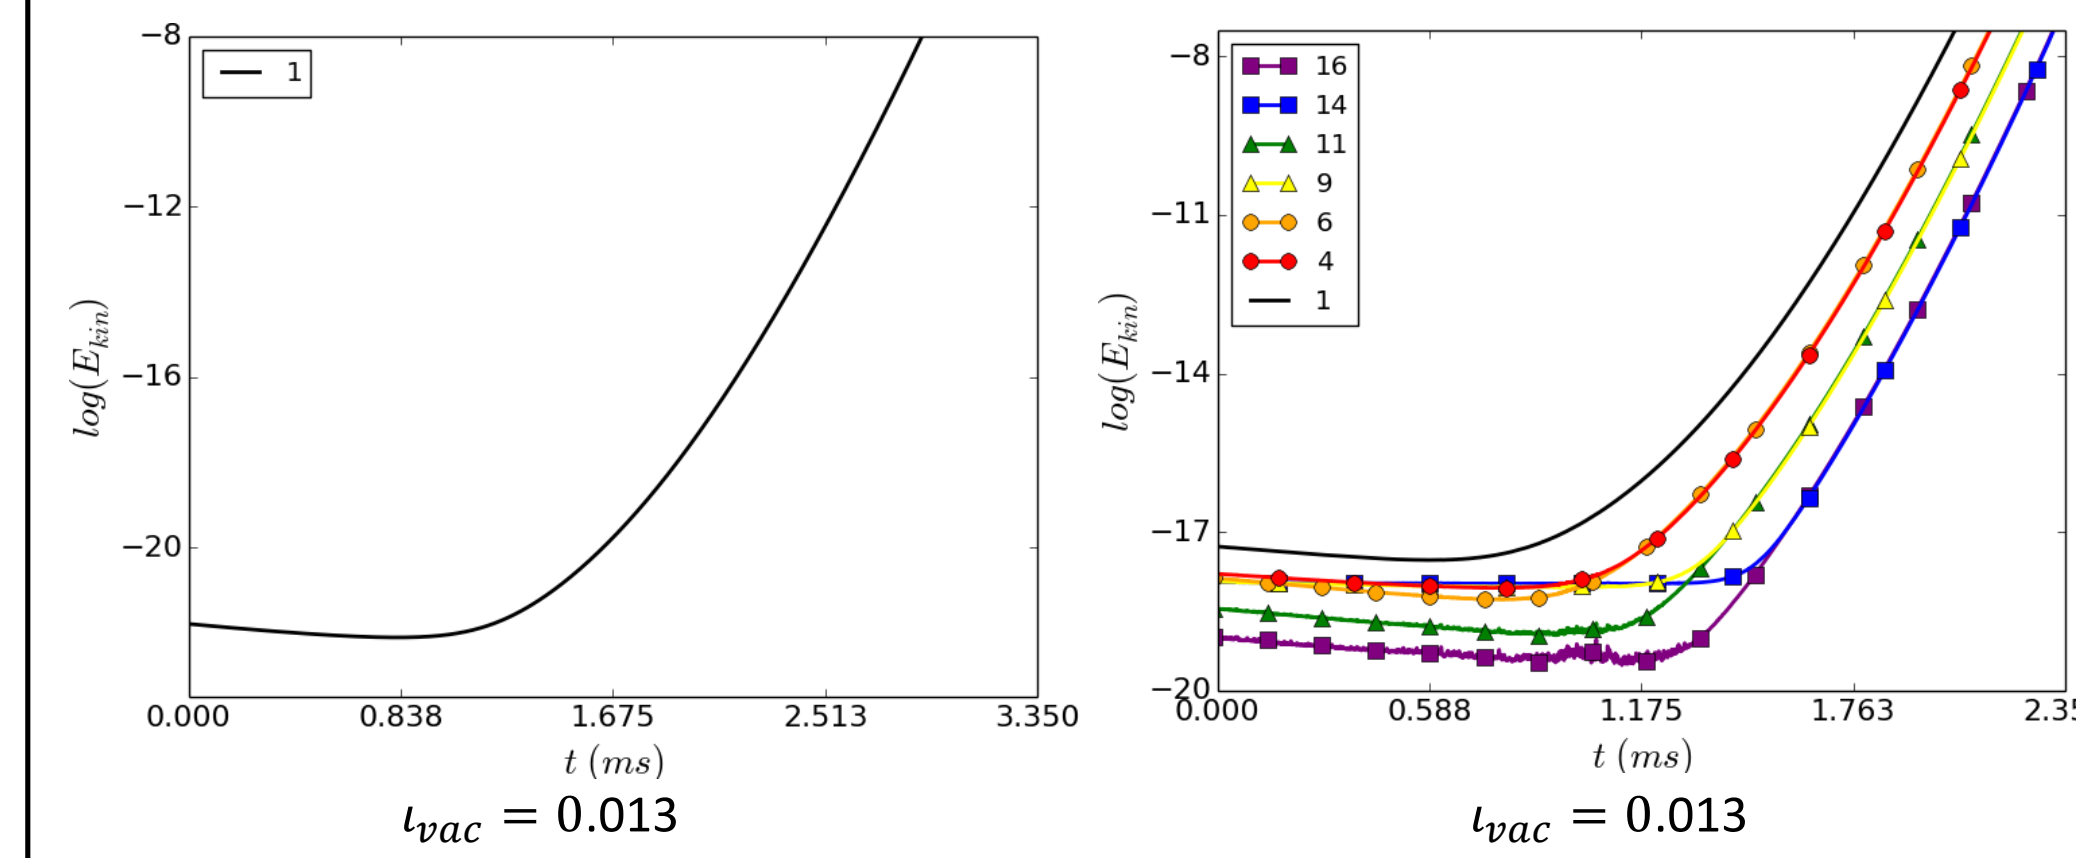 −8
−12
−16
−20
log(E_kin)
1
0.000 0.838 1.675 2.513 3.350
t (ms)
ι_vac = 0.013
−8
−11
−14
−17
−20
log(E_kin)
16
14
11
9
6
4
1
0.000 0.588 1.175 1.763 2.35
t (ms)
ι_vac = 0.013